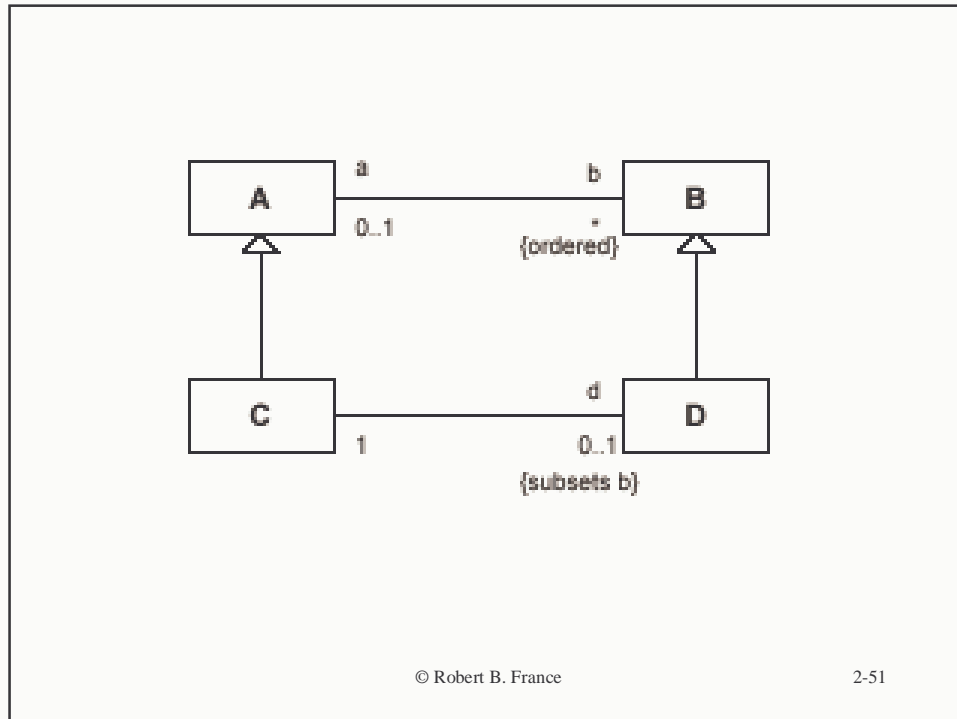 a
b
A
B
0..1
*
{ordered}
d
C
D
1
0..1
{subsets b}
© Robert B. France
2-51